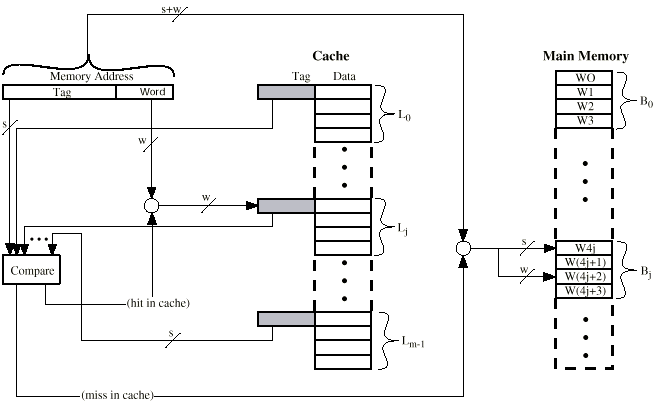 s+w
Cache
Main Memory
Memory Address
Tag Data
Tag Word
W0
W1
W2
W3
B0
L0
s
w
w
Lj
s
W4j
W(4j+1)
W(4j+2)
W(4j+3)
w
Bj
•••
Compare
(hit in cache)
s
Lm-1
(miss in cache)